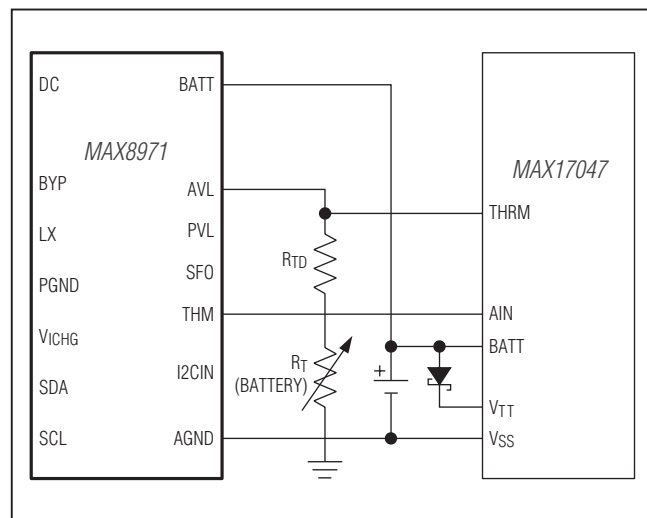 DC
BATT
MAX8971
MAX17047
BYP
AVL
THRM
LX
PVL
RTD
SFO
PGND
THM
AIN
VICHG
RT
(BATTERY)
I2CIN
+
BATT
SDA
VTT
SCL
AGND
VSS